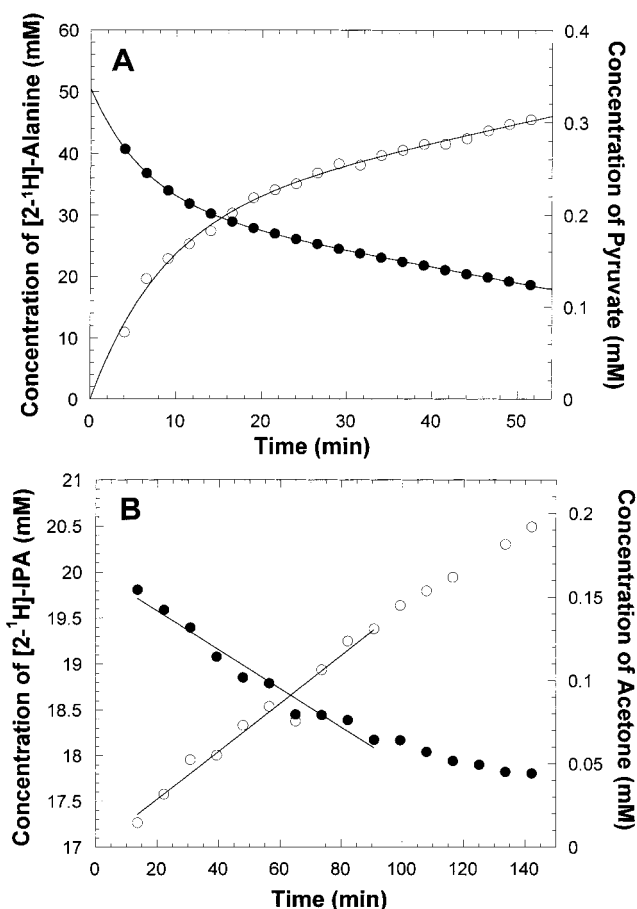 A
Concentration of [2-¹H]-Alanine (mM)
60
50
40
30
20
10
0
Concentration of Pyruvate (mM)
0.4
0.3
0.2
0.1
0
0 10 20 30 40 50
Time (min)
B
Concentration of [2-¹H]-IPA (mM)
21
20.5
20
19.5
19
18.5
18
17.5
17
Concentration of Acetone (mM)
0.2
0.15
0.1
0.05
0
0 20 40 60 80 100 120 140
Time (min)